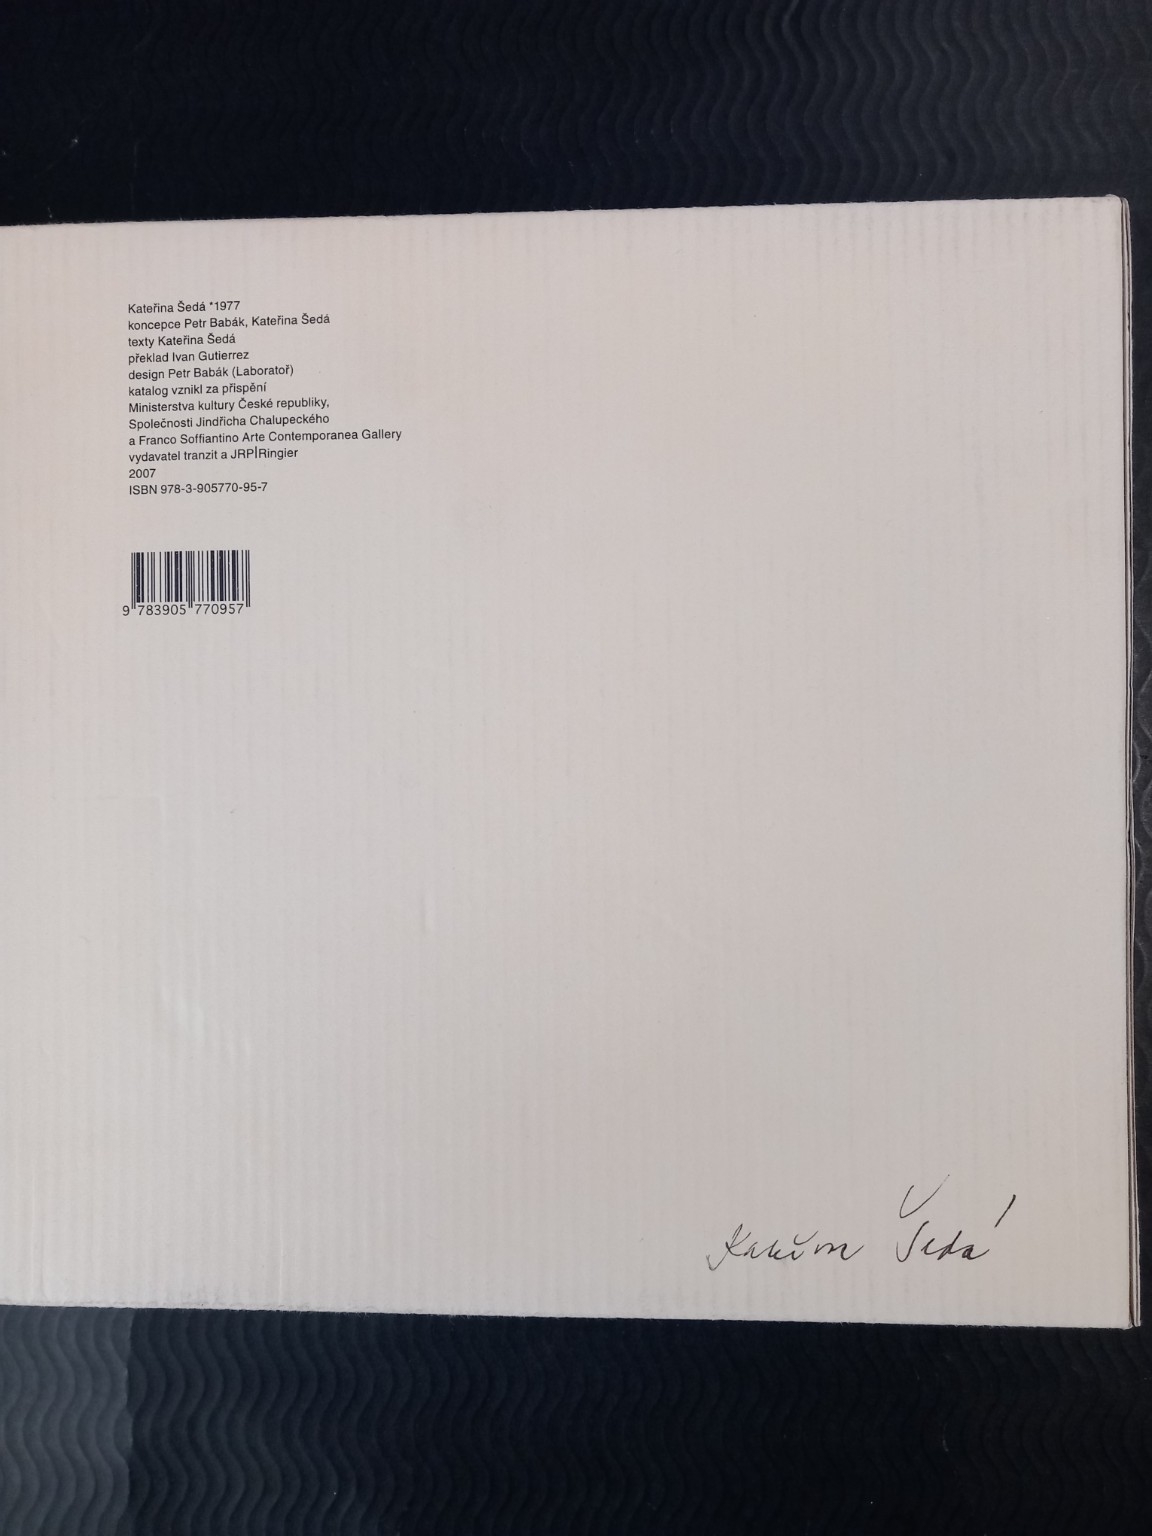 Kateřina Šedá *1977
koncepce Petr Babák, Kateřina Šedá
texty Kateřina Šedá
překlad Ivan Gutierrez
design Petr Babák (Laboratoř)
katalog vznikl za přispění
Ministerstva kultury České republiky,
Společnosti Jindřicha Chalupeckého
a Franco Soffiantino Arte Contemporanea Gallery
vydavatel tranzit a JRP|Ringier
2007
ISBN 978-3-905770-95-7
9 783905 770957
Kateřina Šedá